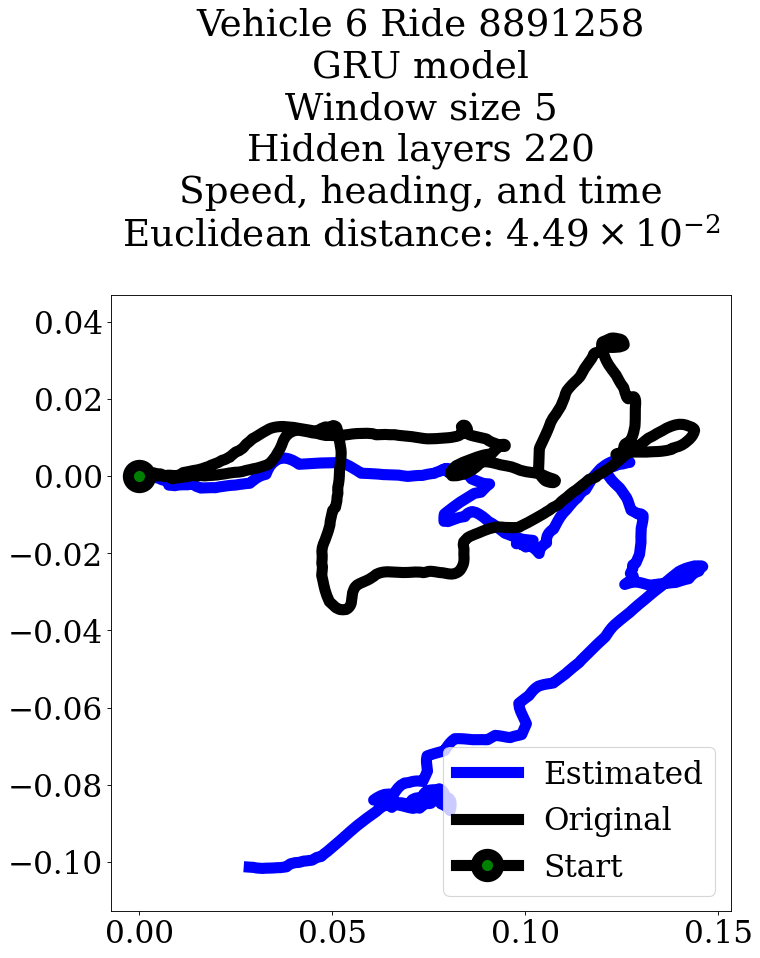 Vehicle 6 Ride 8891258
GRU model
Window size 5
Hidden layers 220
Speed, heading, and time
Euclidean distance: 4.49 × 10⁻²
0.04
0.02
0.00
−0.02
−0.04
−0.06
−0.08
−0.10
0.00 0.05 0.10 0.15
Estimated
Original
Start